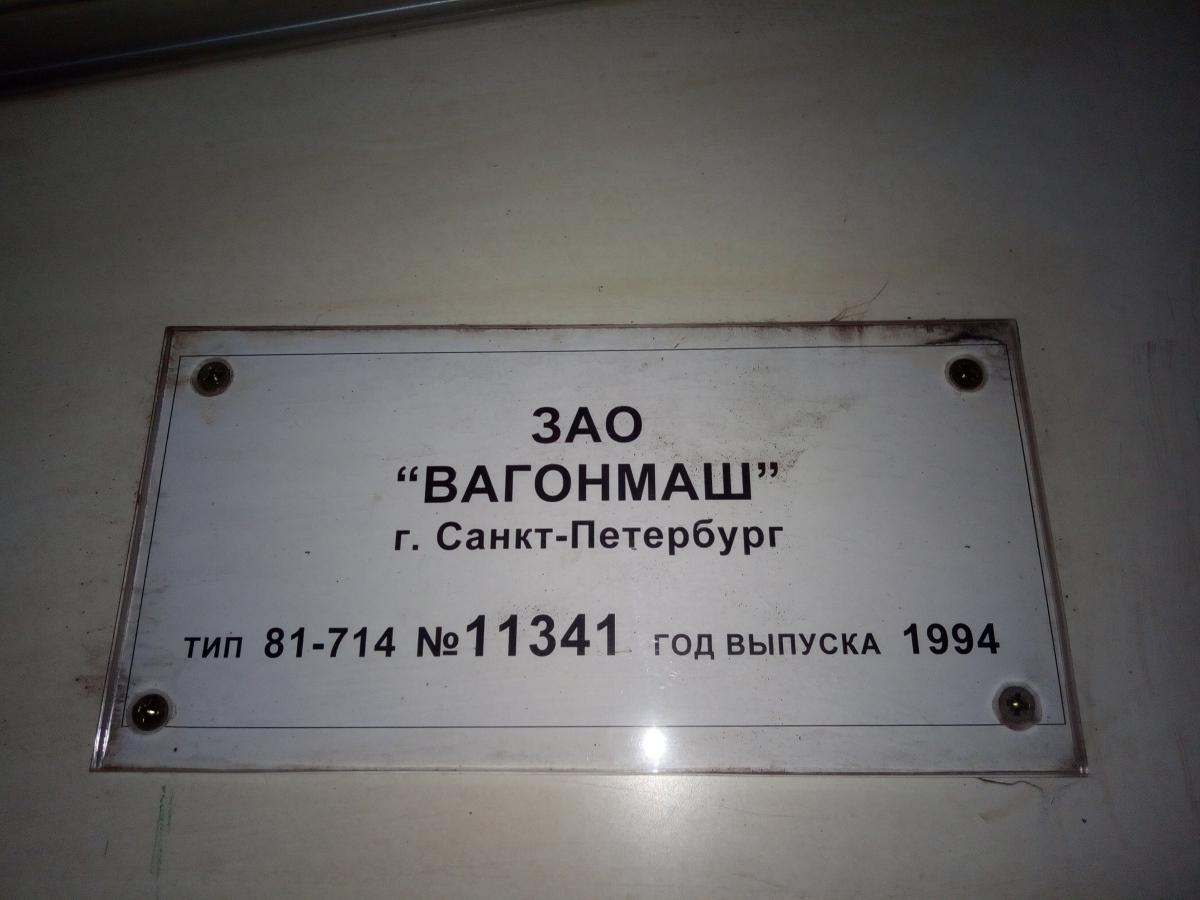 ЗАО
“ВАГОНМАШ”
г. Санкт-Петербург
ТИП 81-714 №11341 ГОД ВЫПУСКА 1994